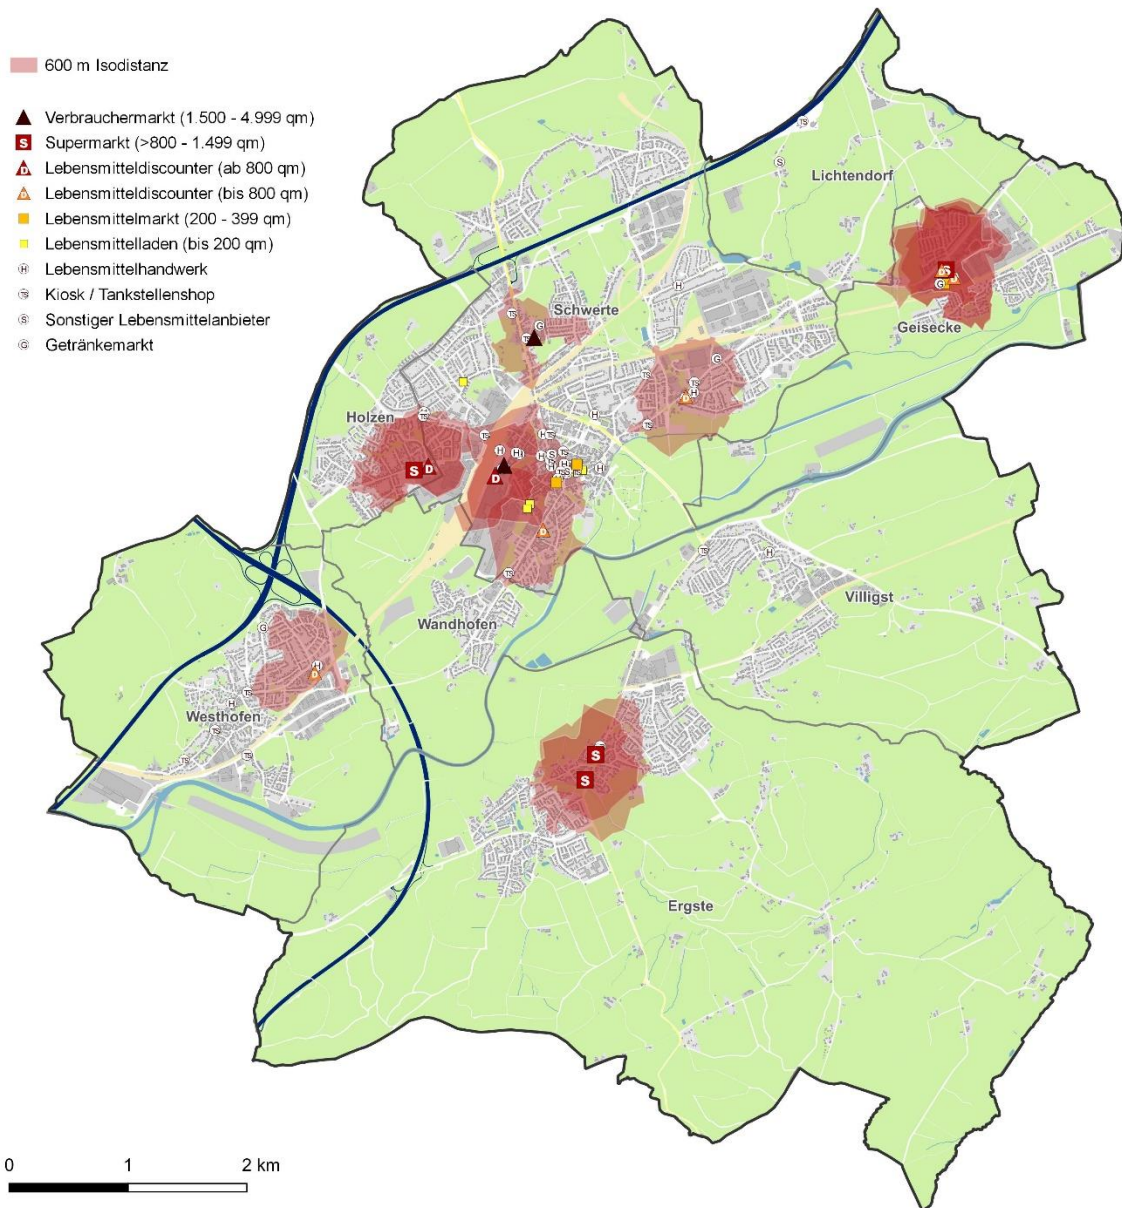 600 m Isodistanz
Verbrauchermarkt (1.500 - 4.999 qm)
S Supermarkt (>800 - 1.499 qm)
D Lebensmitteldiscounter (ab 800 qm)
D Lebensmitteldiscounter (bis 800 qm)
Lebensmittelmarkt (200 - 399 qm)
Lebensmittelladen (bis 200 qm)
H Lebensmittelhandwerk
TS Kiosk / Tankstellenshop
S Sonstiger Lebensmittelanbieter
G Getränkemarkt
Lichtendorf
Schwerte
Geisecke
Holzen
Villigst
Wandhofen
Westhofen
Ergste
0 1 2 km